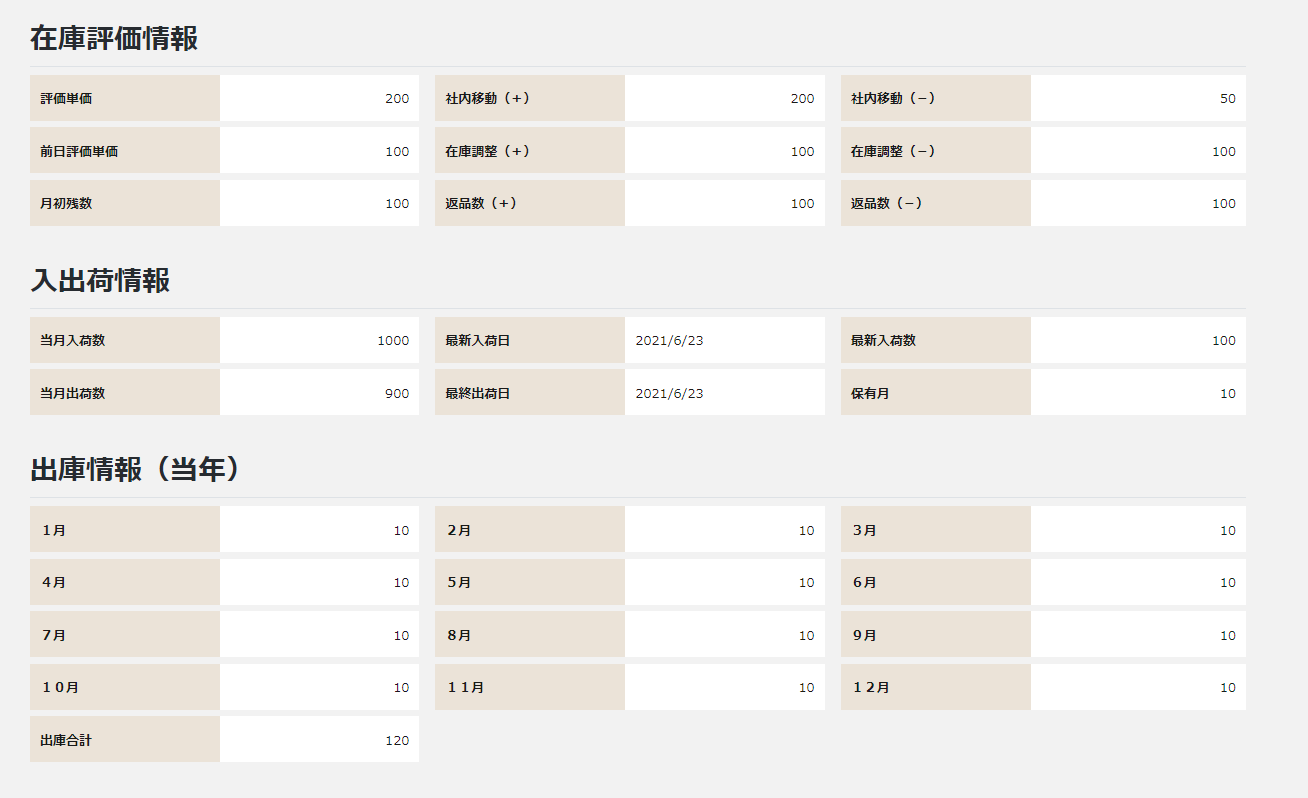 在庫評価情報
評価単価 200 社内移動（＋） 200 社内移動（－） 50
前日評価単価 100 在庫調整（＋） 100 在庫調整（－） 100
月初残数 100 返品数（＋） 100 返品数（－） 100
入出荷情報
当月入荷数 1000 最新入荷日 2021/6/23 最新入荷数 100
当月出荷数 900 最終出荷日 2021/6/23 保有月 10
出庫情報（当年）
１月 10 ２月 10 ３月 10
４月 10 ５月 10 ６月 10
７月 10 ８月 10 ９月 10
１０月 10 １１月 10 １２月 10
出庫合計 120